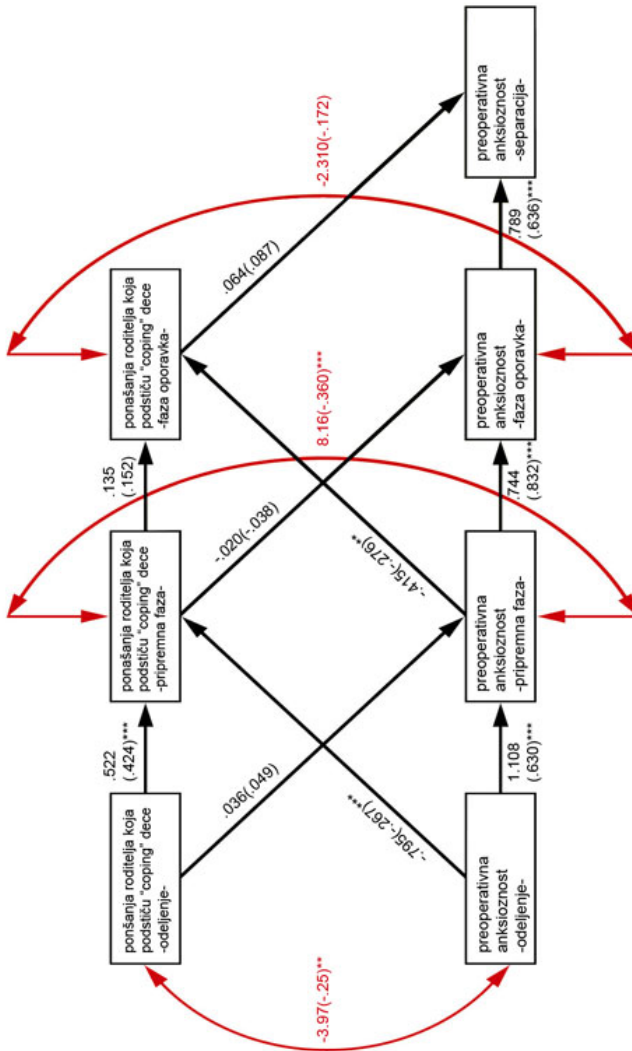 ponšanja roditelja koja
podstiču "coping" dece
-odeljenje-
.522
(.424)***
ponašanja roditelja koja
podstiču "coping" dece
-pripremna faza-
.135
(.152)
ponašanja roditelja koja
podstiču "coping" dece
-faza oporavka-
-3.97(-.25)**
.036(.049)
-.795(-.267)***
-.020(-.038)
-.415(-.276)**
8.16(-.360)***
.064(.087)
-2.310(-.172)
preoperativna
anksioznost
-odeljenje-
1.108
(.630)***
preoperativna
anksioznost
-pripremna faza-
.744
(.832)***
preoperativna
anksioznost
-faza oporavka-
.789
(.636)***
preoperativna
anksioznost
-separacija-